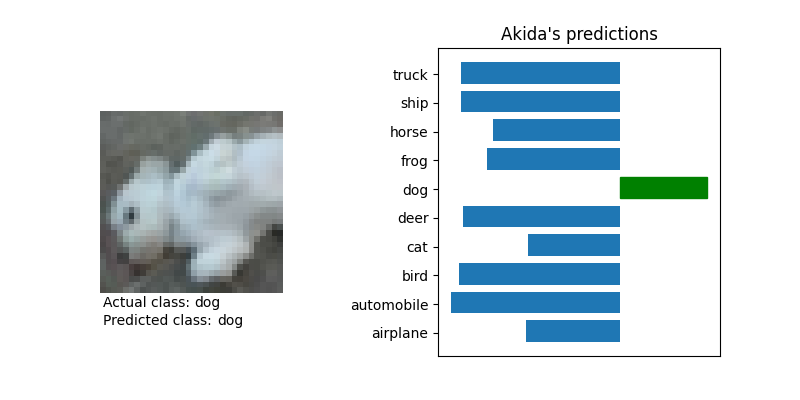 Akida's predictions
truck
ship
horse
frog
dog
deer
cat
bird
automobile
airplane
Actual class: dog
Predicted class: dog